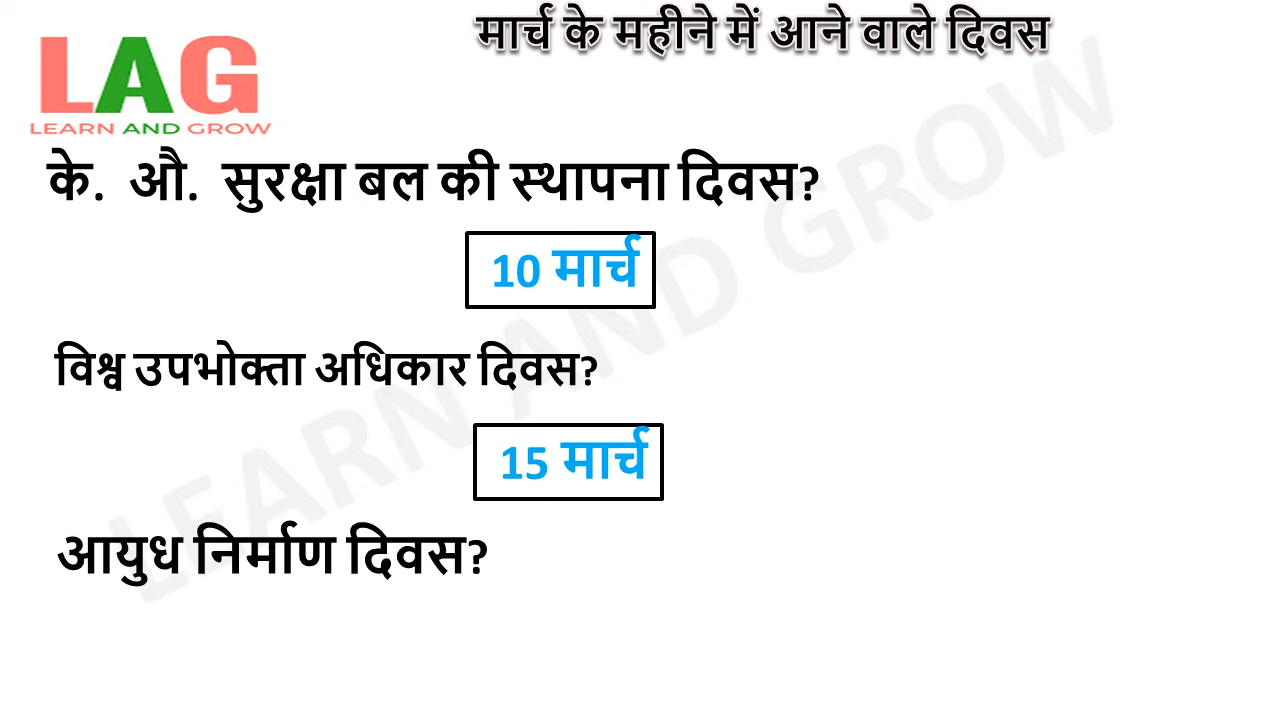 मार्च के महीने में आने वाले दिवस
LAG
LEARN AND GROW
के. औ. सुरक्षा बल की स्थापना दिवस?
10 मार्च
विश्व उपभोक्ता अधिकार दिवस?
15 मार्च
आयुध निर्माण दिवस?
LEARN AND GROW